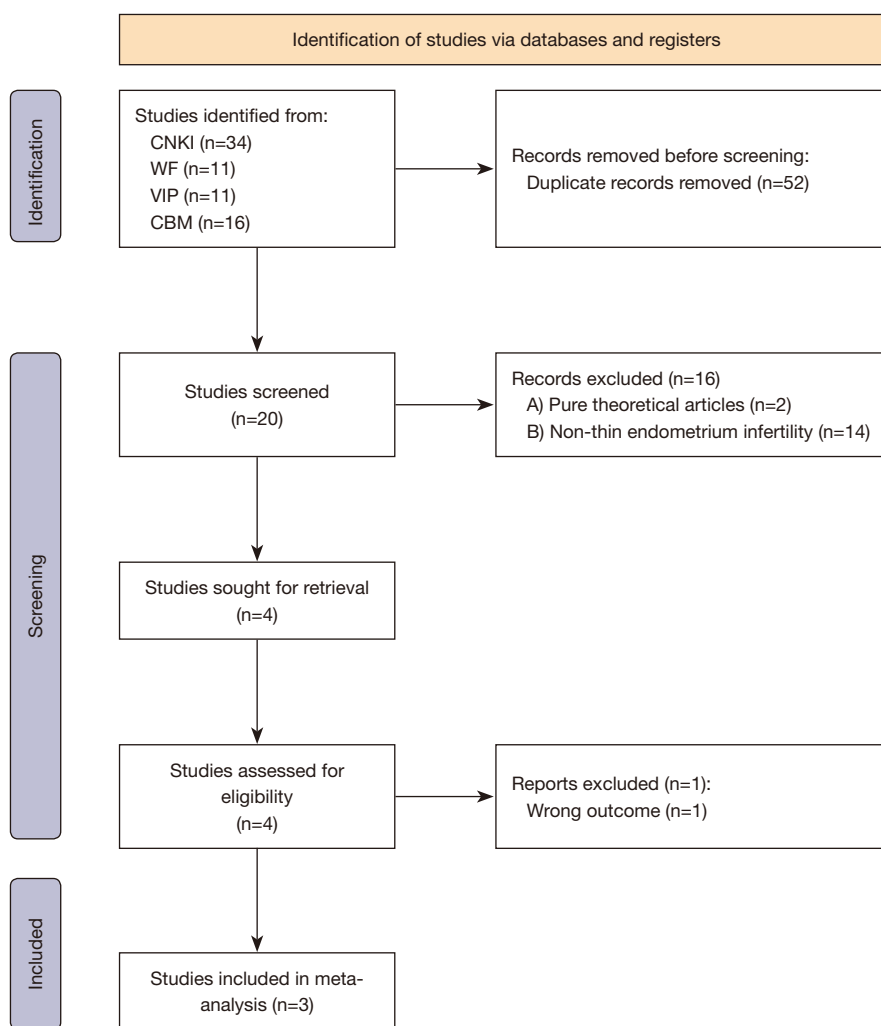 Identification of studies via databases and registers
Identification
Studies identified from:
CNKI (n=34)
WF (n=11)
VIP (n=11)
CBM (n=16)
Records removed before screening:
Duplicate records removed (n=52)
Screening
Studies screened
(n=20)
Records excluded (n=16)
A) Pure theoretical articles (n=2)
B) Non-thin endometrium infertility (n=14)
Studies sought for retrieval
(n=4)
Studies assessed for
eligibility
(n=4)
Reports excluded (n=1):
Wrong outcome (n=1)
Included
Studies included in meta-
analysis (n=3)